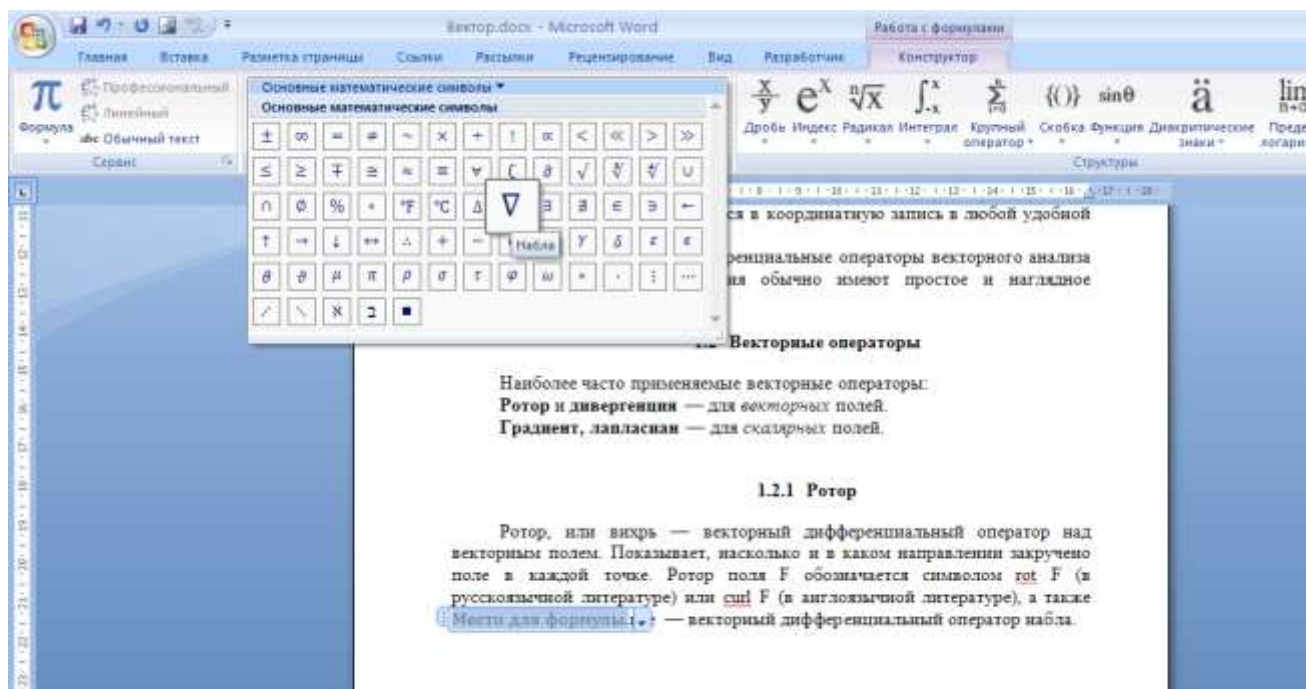 Вектор.docx - Microsoft Word
Работа с формулами
Главная Вставка Разметка страницы Ссылки Рассылки Рецензирование Вид Разработчик Конструктор
π Формула
Профессиональный
Линейный
abc Обычный текст
Сервис
Основные математические символы
Основные математические символы
± ∞ = ≠ ~ × ÷ ! ∝ < ≪ > ≫
≤ ≥ ∓ ≅ ≈ ≡ ∀ ∁ ∂ √ ∛ ∜ ∪
∩ ∅ % ° °F °C ∆ ∇ ∃ ∄ ∈ ∋ ←
↑ → ↓ ↔ ∴ + − γ δ ε
Набла
θ ϑ μ π ρ σ τ φ ω ∗ ∙ ⋮ ⋯
ℵ ℶ ∎
x/y Дробь
eˣ Индекс
ⁿ√x Радикал
Интеграл
Крупный оператор
{()} Скобка
sinθ Функция
ä Диакритические знаки
lim
Структуры
ся в координатную запись в любой удобной
ренциальные операторы векторного анализа
ия обычно имеют простое и наглядное
1.2 Векторные операторы
Наиболее часто применяемые векторные операторы:
Ротор и дивергенция — для векторных полей.
Градиент, лапласиан — для скалярных полей.
1.2.1 Ротор
Ротор, или вихрь — векторный дифференциальный оператор над
векторным полем. Показывает, насколько и в каком направлении закручено
поле в каждой точке. Ротор поля F обозначается символом rot F (в
русскоязычной литературе) или curl F (в англоязычной литературе), а также
Место для формулы. — векторный дифференциальный оператор набла.